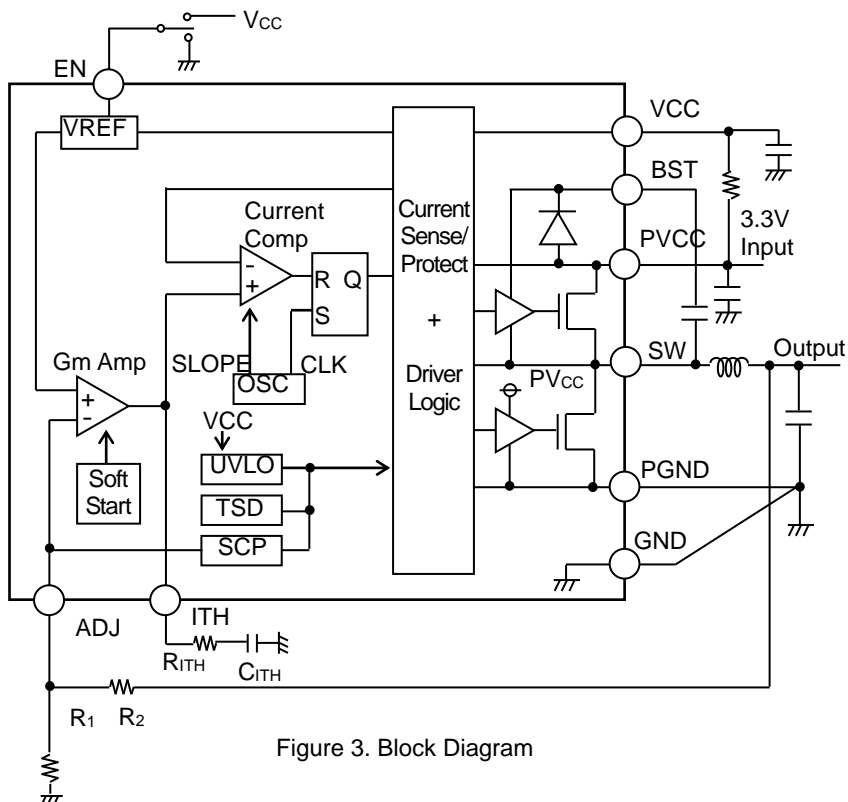 VCC
EN
VREF
VCC
BST
Current
Comp
Current
Sense/
Protect
+
Driver
Logic
3.3V
Input
PVCC
-
+
R Q
S
SLOPE
CLK
OSC
Gm Amp
+
-
SW
Output
PVCC
VCC
UVLO
Soft
Start
TSD
SCP
PGND
GND
ADJ
ITH
RITH
CITH
R1
R2
Figure 3. Block Diagram